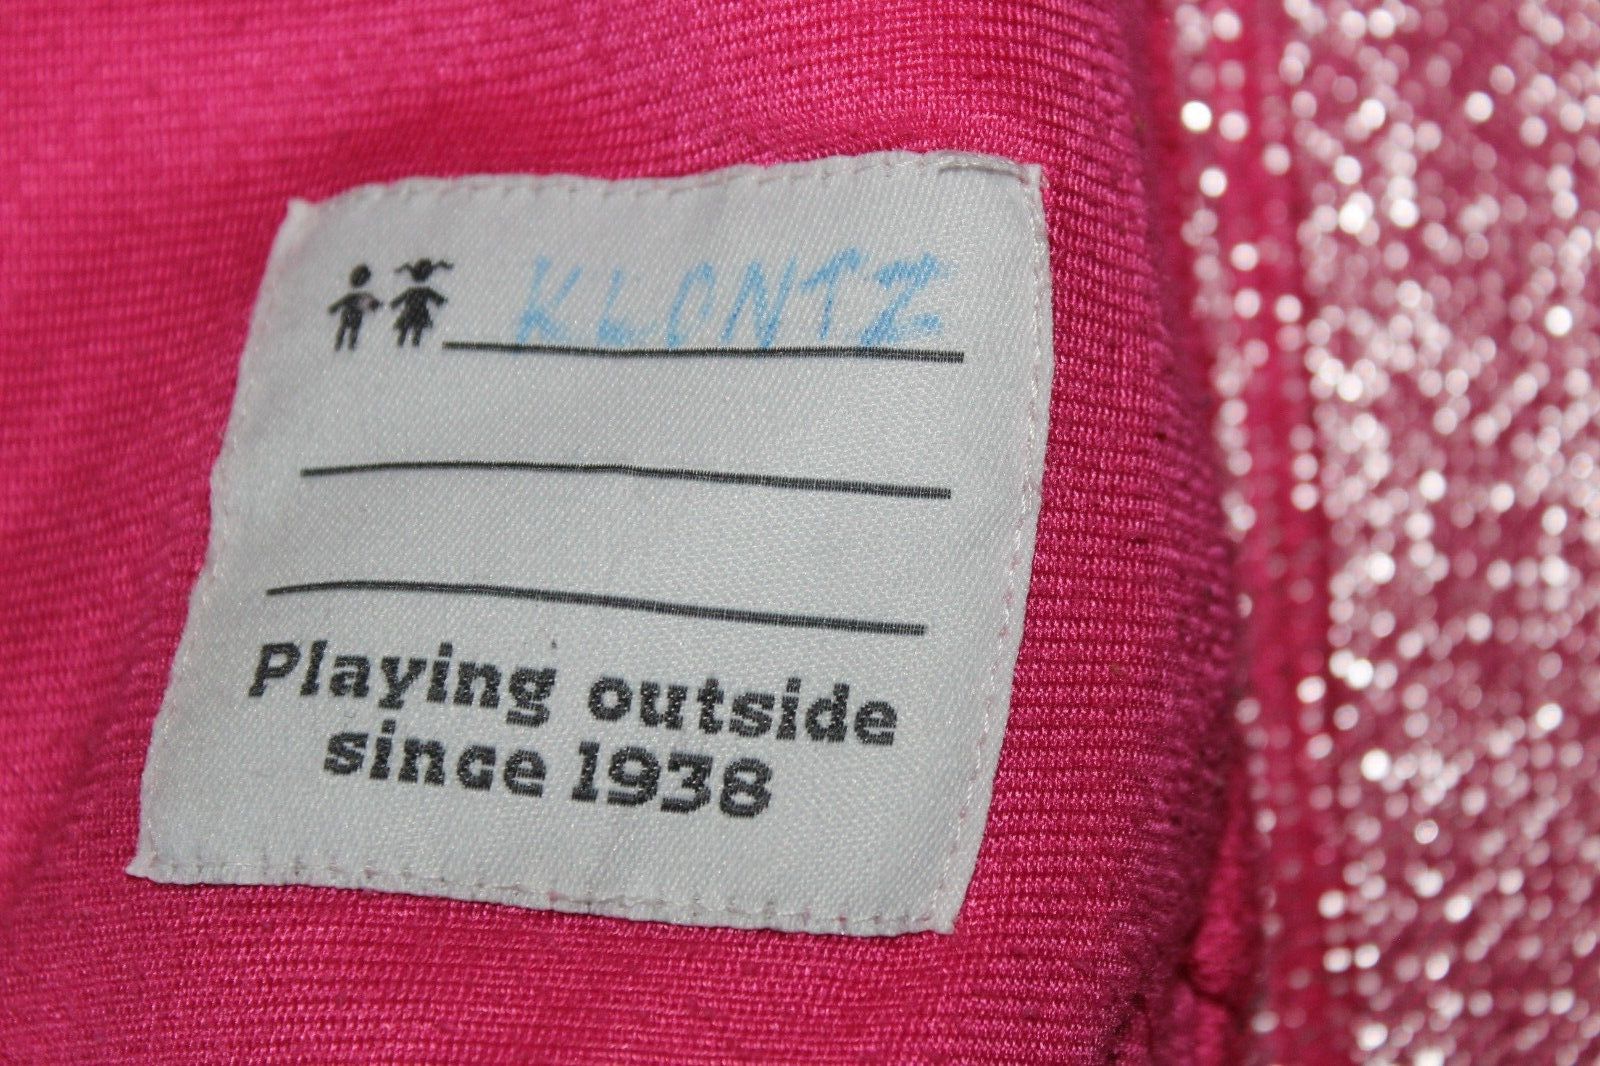 KLONTZ
Playing outside
since 1938